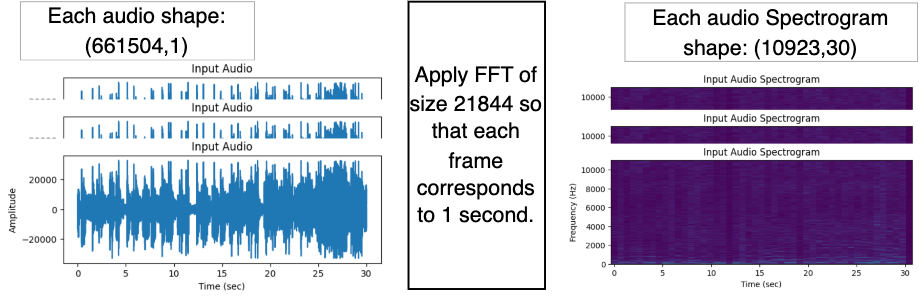 Each audio shape:
(661504,1)
Input Audio
Input Audio
Input Audio
20000
0
−20000
Amplitude
0 5 10 15 20 25 30
Time (sec)
Apply FFT of
size 21844 so
that each
frame
corresponds
to 1 second.
Each audio Spectrogram
shape: (10923,30)
Input Audio Spectrogram
10000
Input Audio Spectrogram
10000
Input Audio Spectrogram
10000
8000
6000
4000
2000
0
Frequency (Hz)
0 5 10 15 20 25 30
Time (sec)